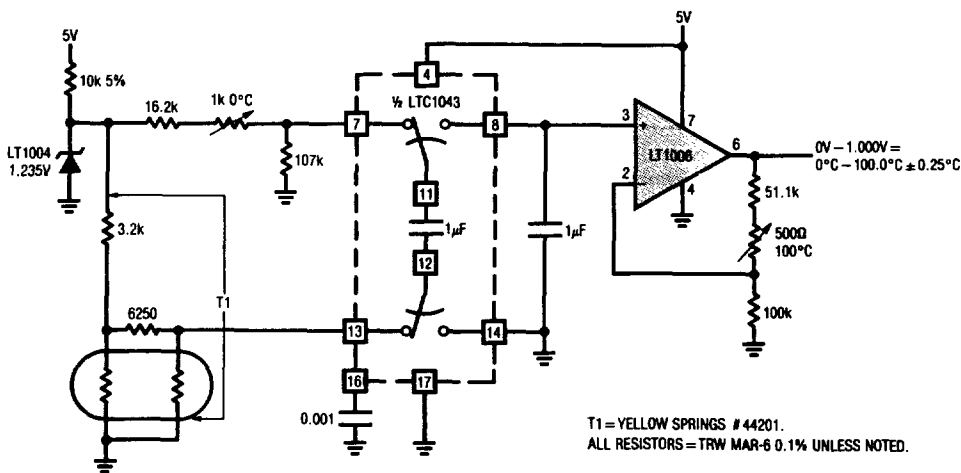 5V
10k 5%
LT1004
1.235V
16.2k
1k 0°C
107k
3.2k
T1
6250
4
½ LTC1043
7
8
11
1µF
12
13
14
16
17
0.001
1µF
5V
3
+
7
LT1006
6
2
−
4
0V – 1.000V =
0°C – 100.0°C ± 0.25°C
51.1k
500Ω
100°C
100k
T1 = YELLOW SPRINGS #44201.
ALL RESISTORS = TRW MAR-6 0.1% UNLESS NOTED.